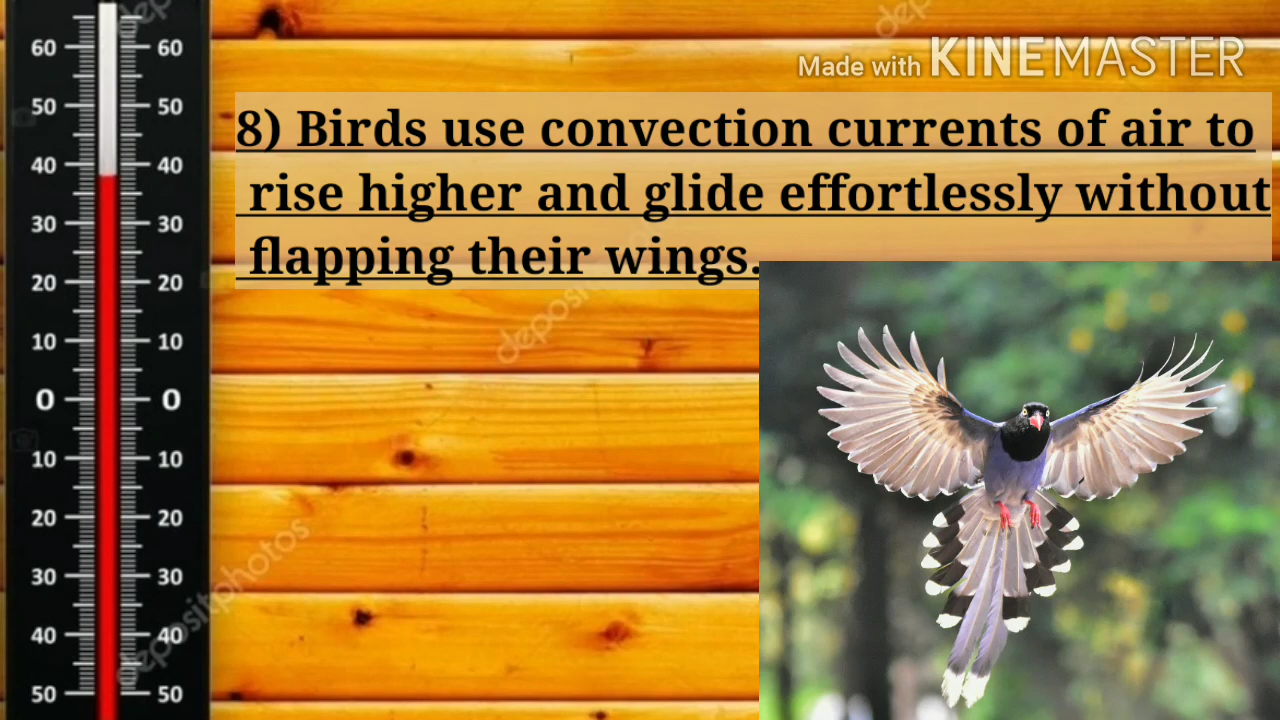 Made with KINEMASTER
8) Birds use convection currents of air to
rise higher and glide effortlessly without
flapping their wings.
60 60
50 50
40 40
30 30
20 20
10 10
0 0
10 10
20 20
30 30
40 40
50 50
depositphotos